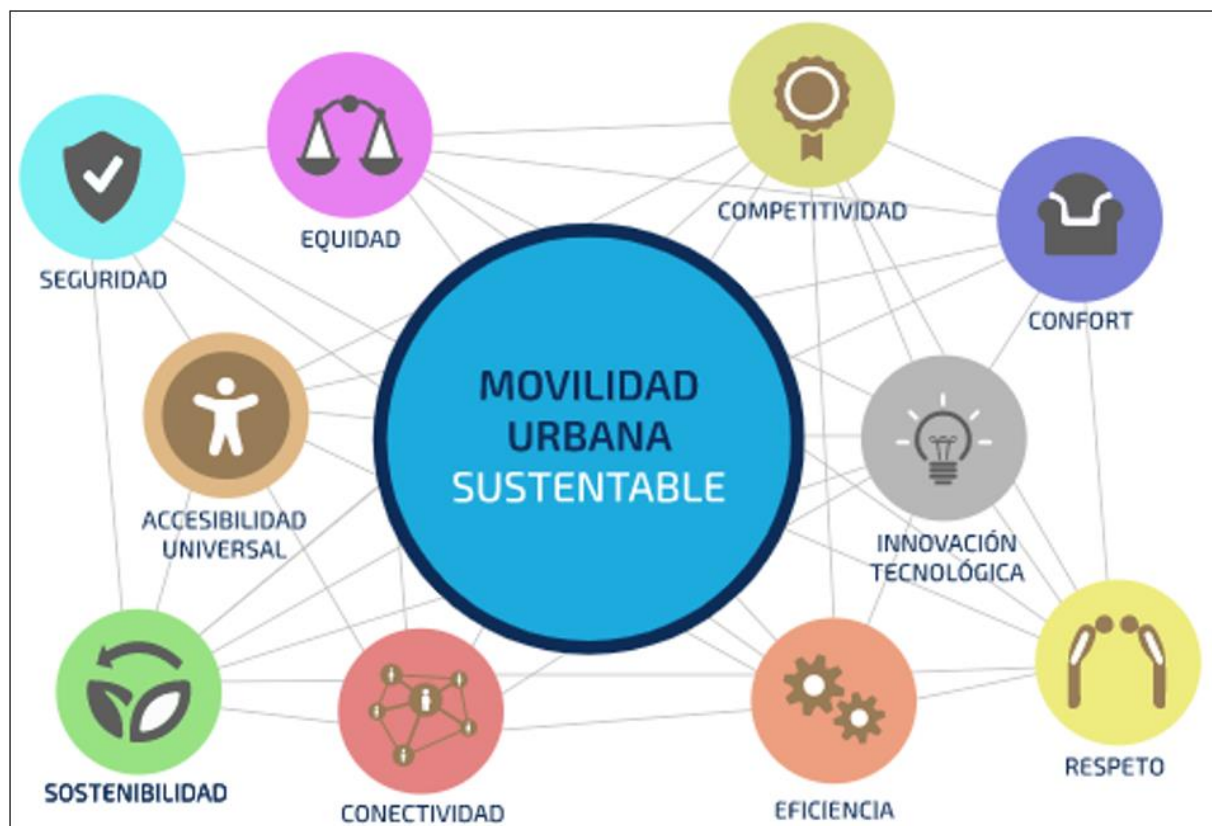 EQUIDAD
COMPETITIVIDAD
SEGURIDAD
CONFORT
MOVILIDAD
URBANA
SUSTENTABLE
ACCESIBILIDAD
UNIVERSAL
INNOVACIÓN
TECNOLÓGICA
SOSTENIBILIDAD
CONECTIVIDAD
EFICIENCIA
RESPETO